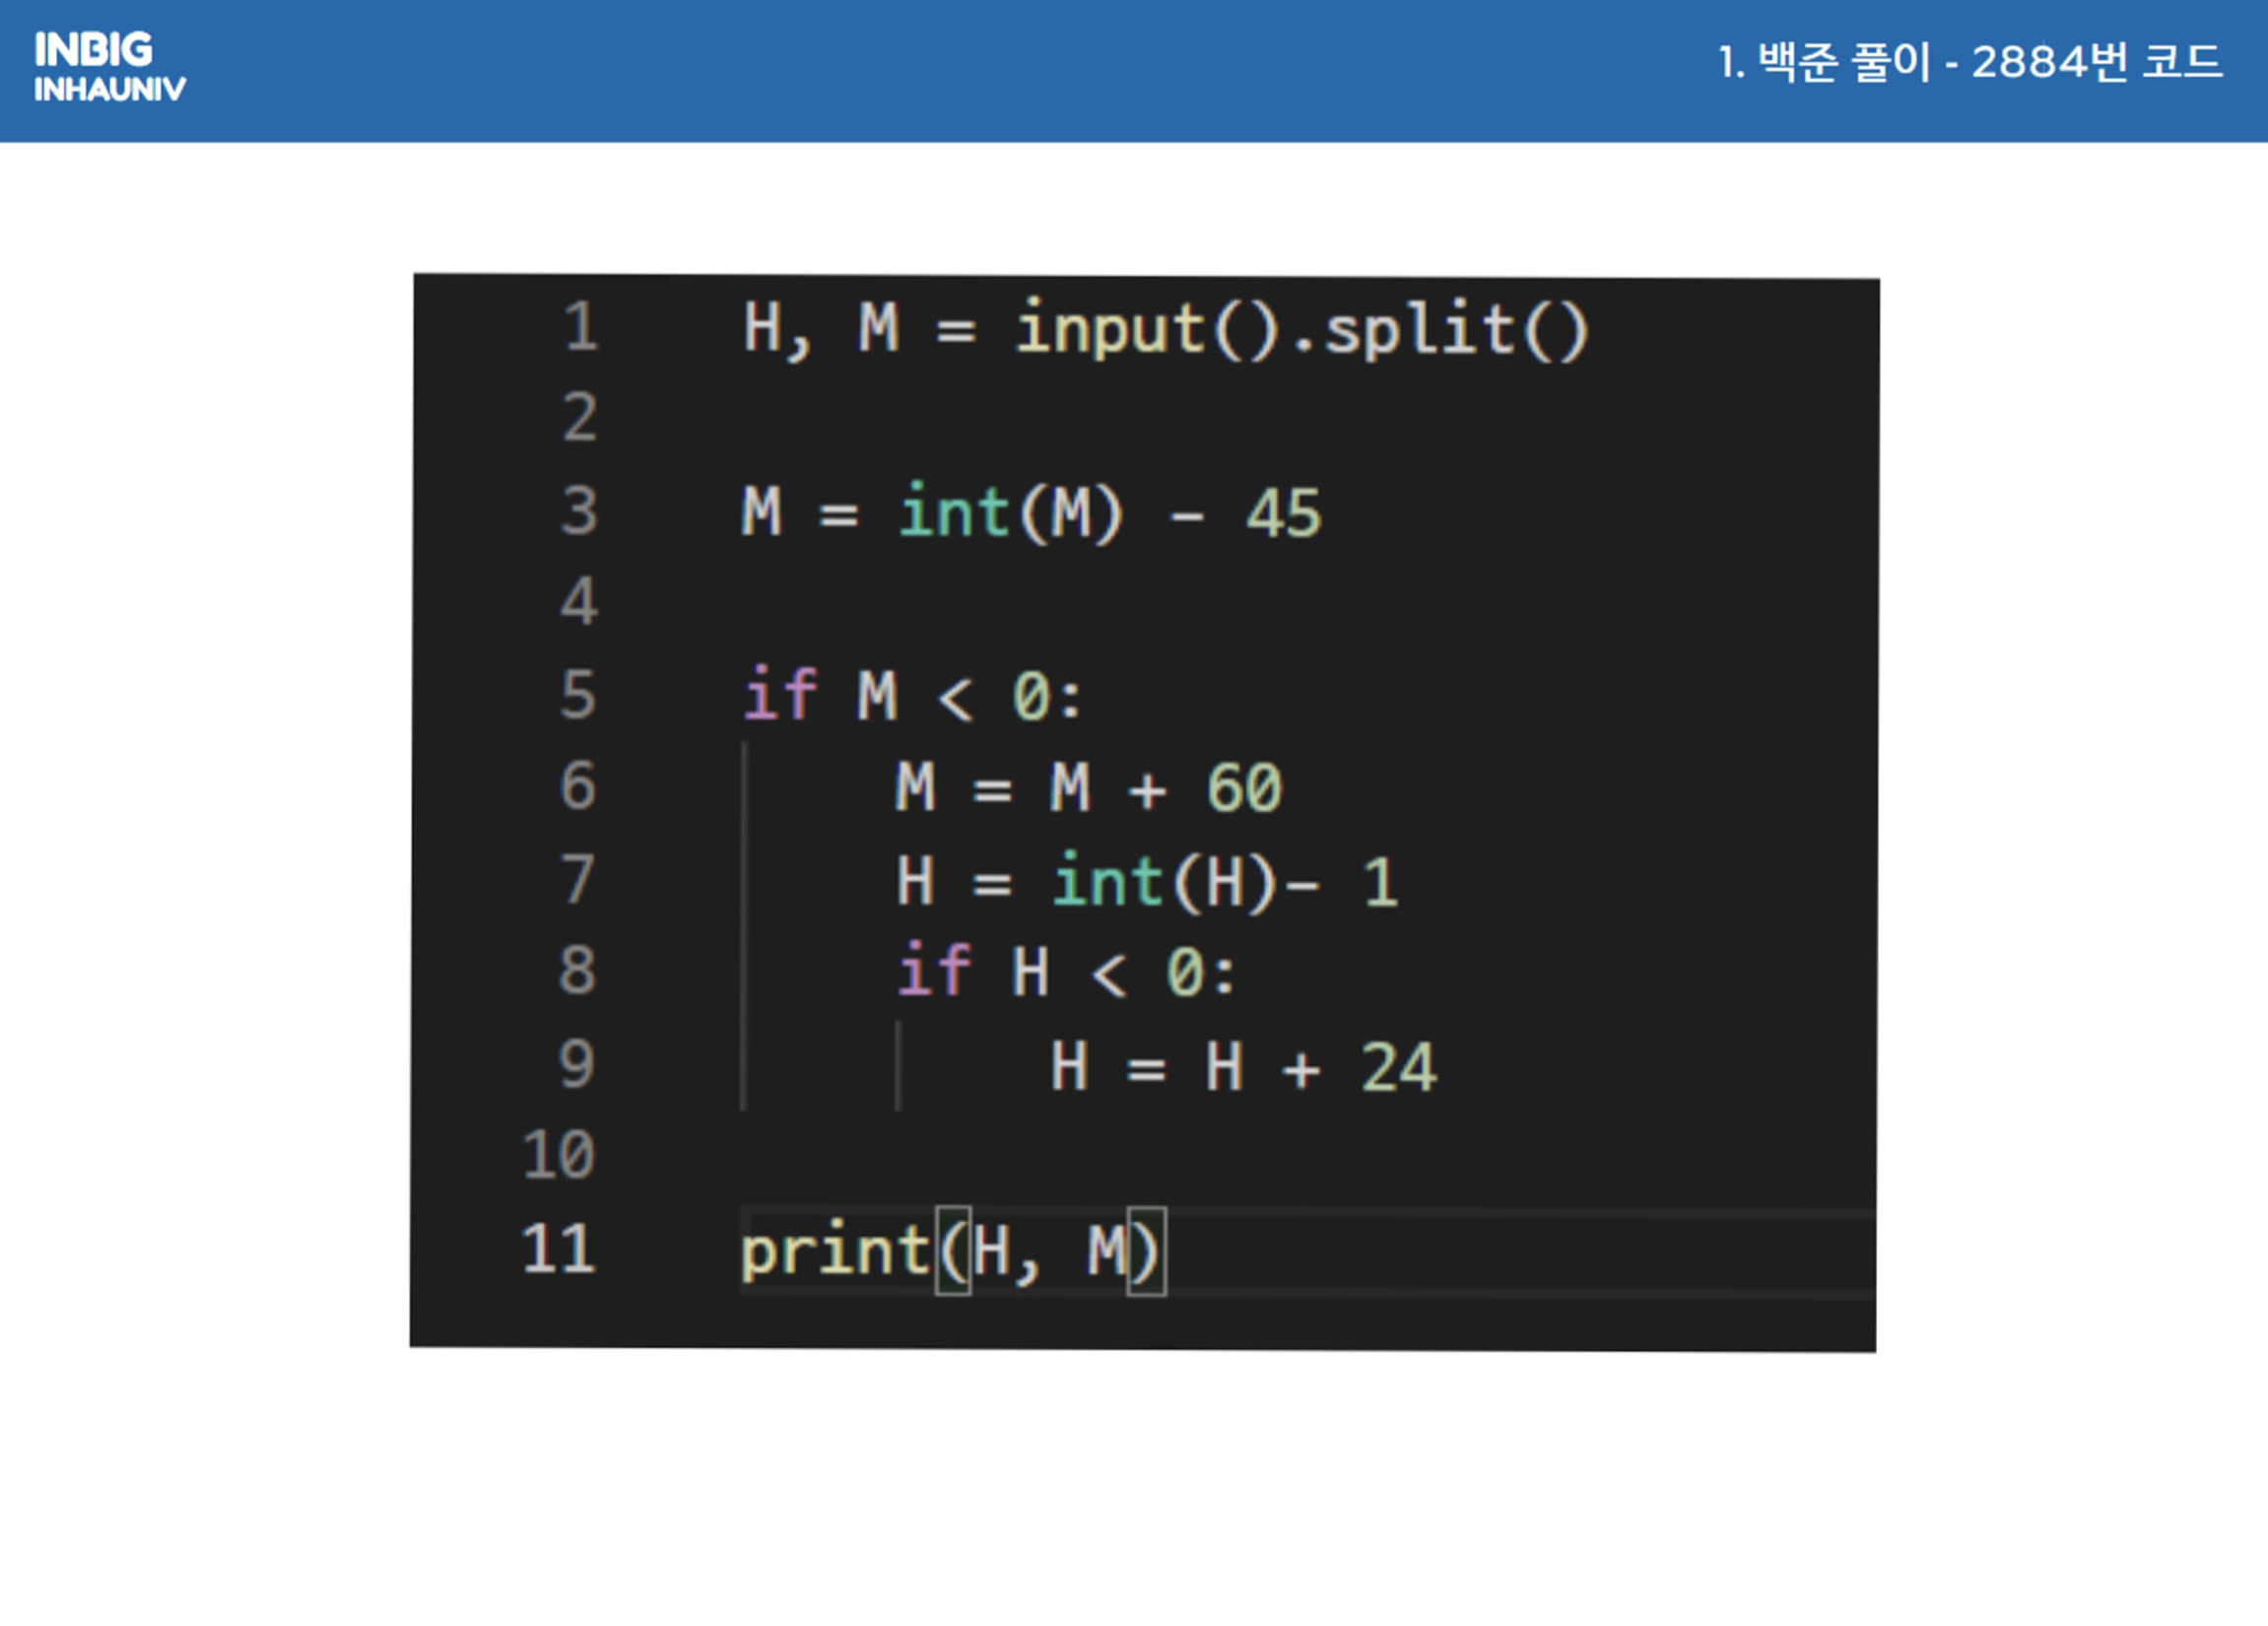 INBIG
INHAUNIV
1. 백준 풀이 - 2884번 코드
1 H, M = input().split()
2
3 M = int(M) - 45
4
5 if M < 0:
6     M = M + 60
7     H = int(H)- 1
8     if H < 0:
9         H = H + 24
10
11 print(H, M)